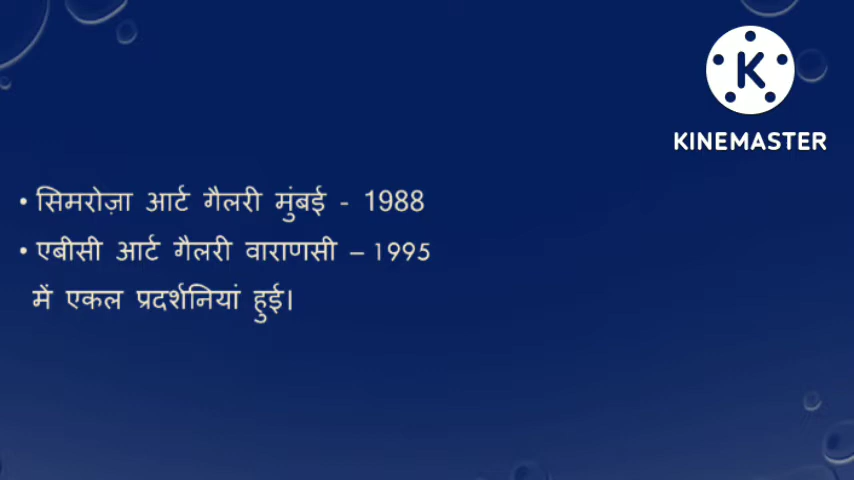 K
KINEMASTER
• सिमरोज़ा आर्ट गैलरी मुंबई - 1988
• एबीसी आर्ट गैलरी वाराणसी – 1995
में एकल प्रदर्शनियां हुई।